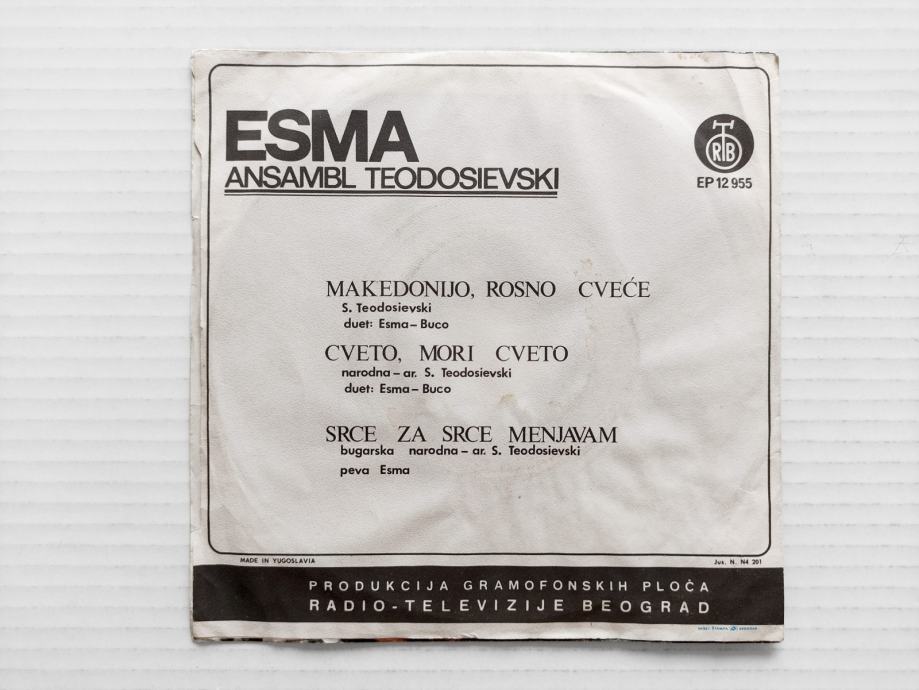 ESMA
ANSAMBL TEODOSIEVSKI
RTB
EP 12 955
MAKEDONIJO, ROSNO CVEĆE
S. Teodosievski
duet: Esma – Buco
CVETO, MORI CVETO
narodna – ar. S. Teodosievski
duet: Esma – Buco
SRCE ZA SRCE MENJAVAM
bugarska narodna – ar. S. Teodosievski
peva Esma
MADE IN YUGOSLAVIA
Jus. N. N4 201
PRODUKCIJA GRAMOFONSKIH PLOČA
RADIO-TELEVIZIJE BEOGRAD